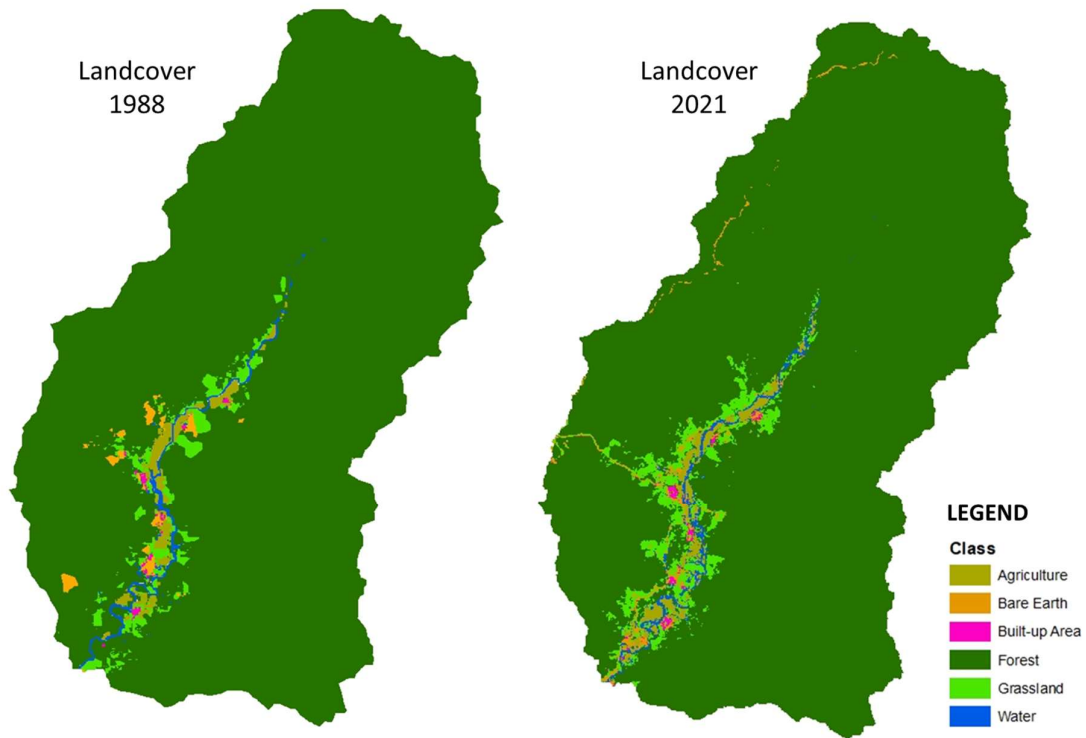 Landcover
1988
Landcover
2021
LEGEND
Class
Agriculture
Bare Earth
Built-up Area
Forest
Grassland
Water